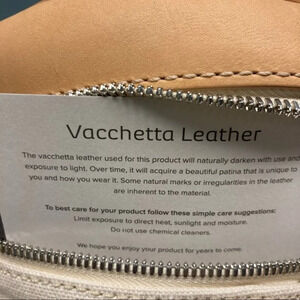 Vacchetta Leather
The vacchetta leather used for this product will naturally darken with use and
exposure to light. Over time, it will acquire a beautiful patina that is unique to
you and how you wear it. Some natural marks or irregularities in the leather
are inherent to the material.
To best care for your product follow these simple care suggestions:
Limit exposure to direct heat, sunlight and moisture.
Do not use chemical cleaners.
We hope you enjoy your product for years to come.